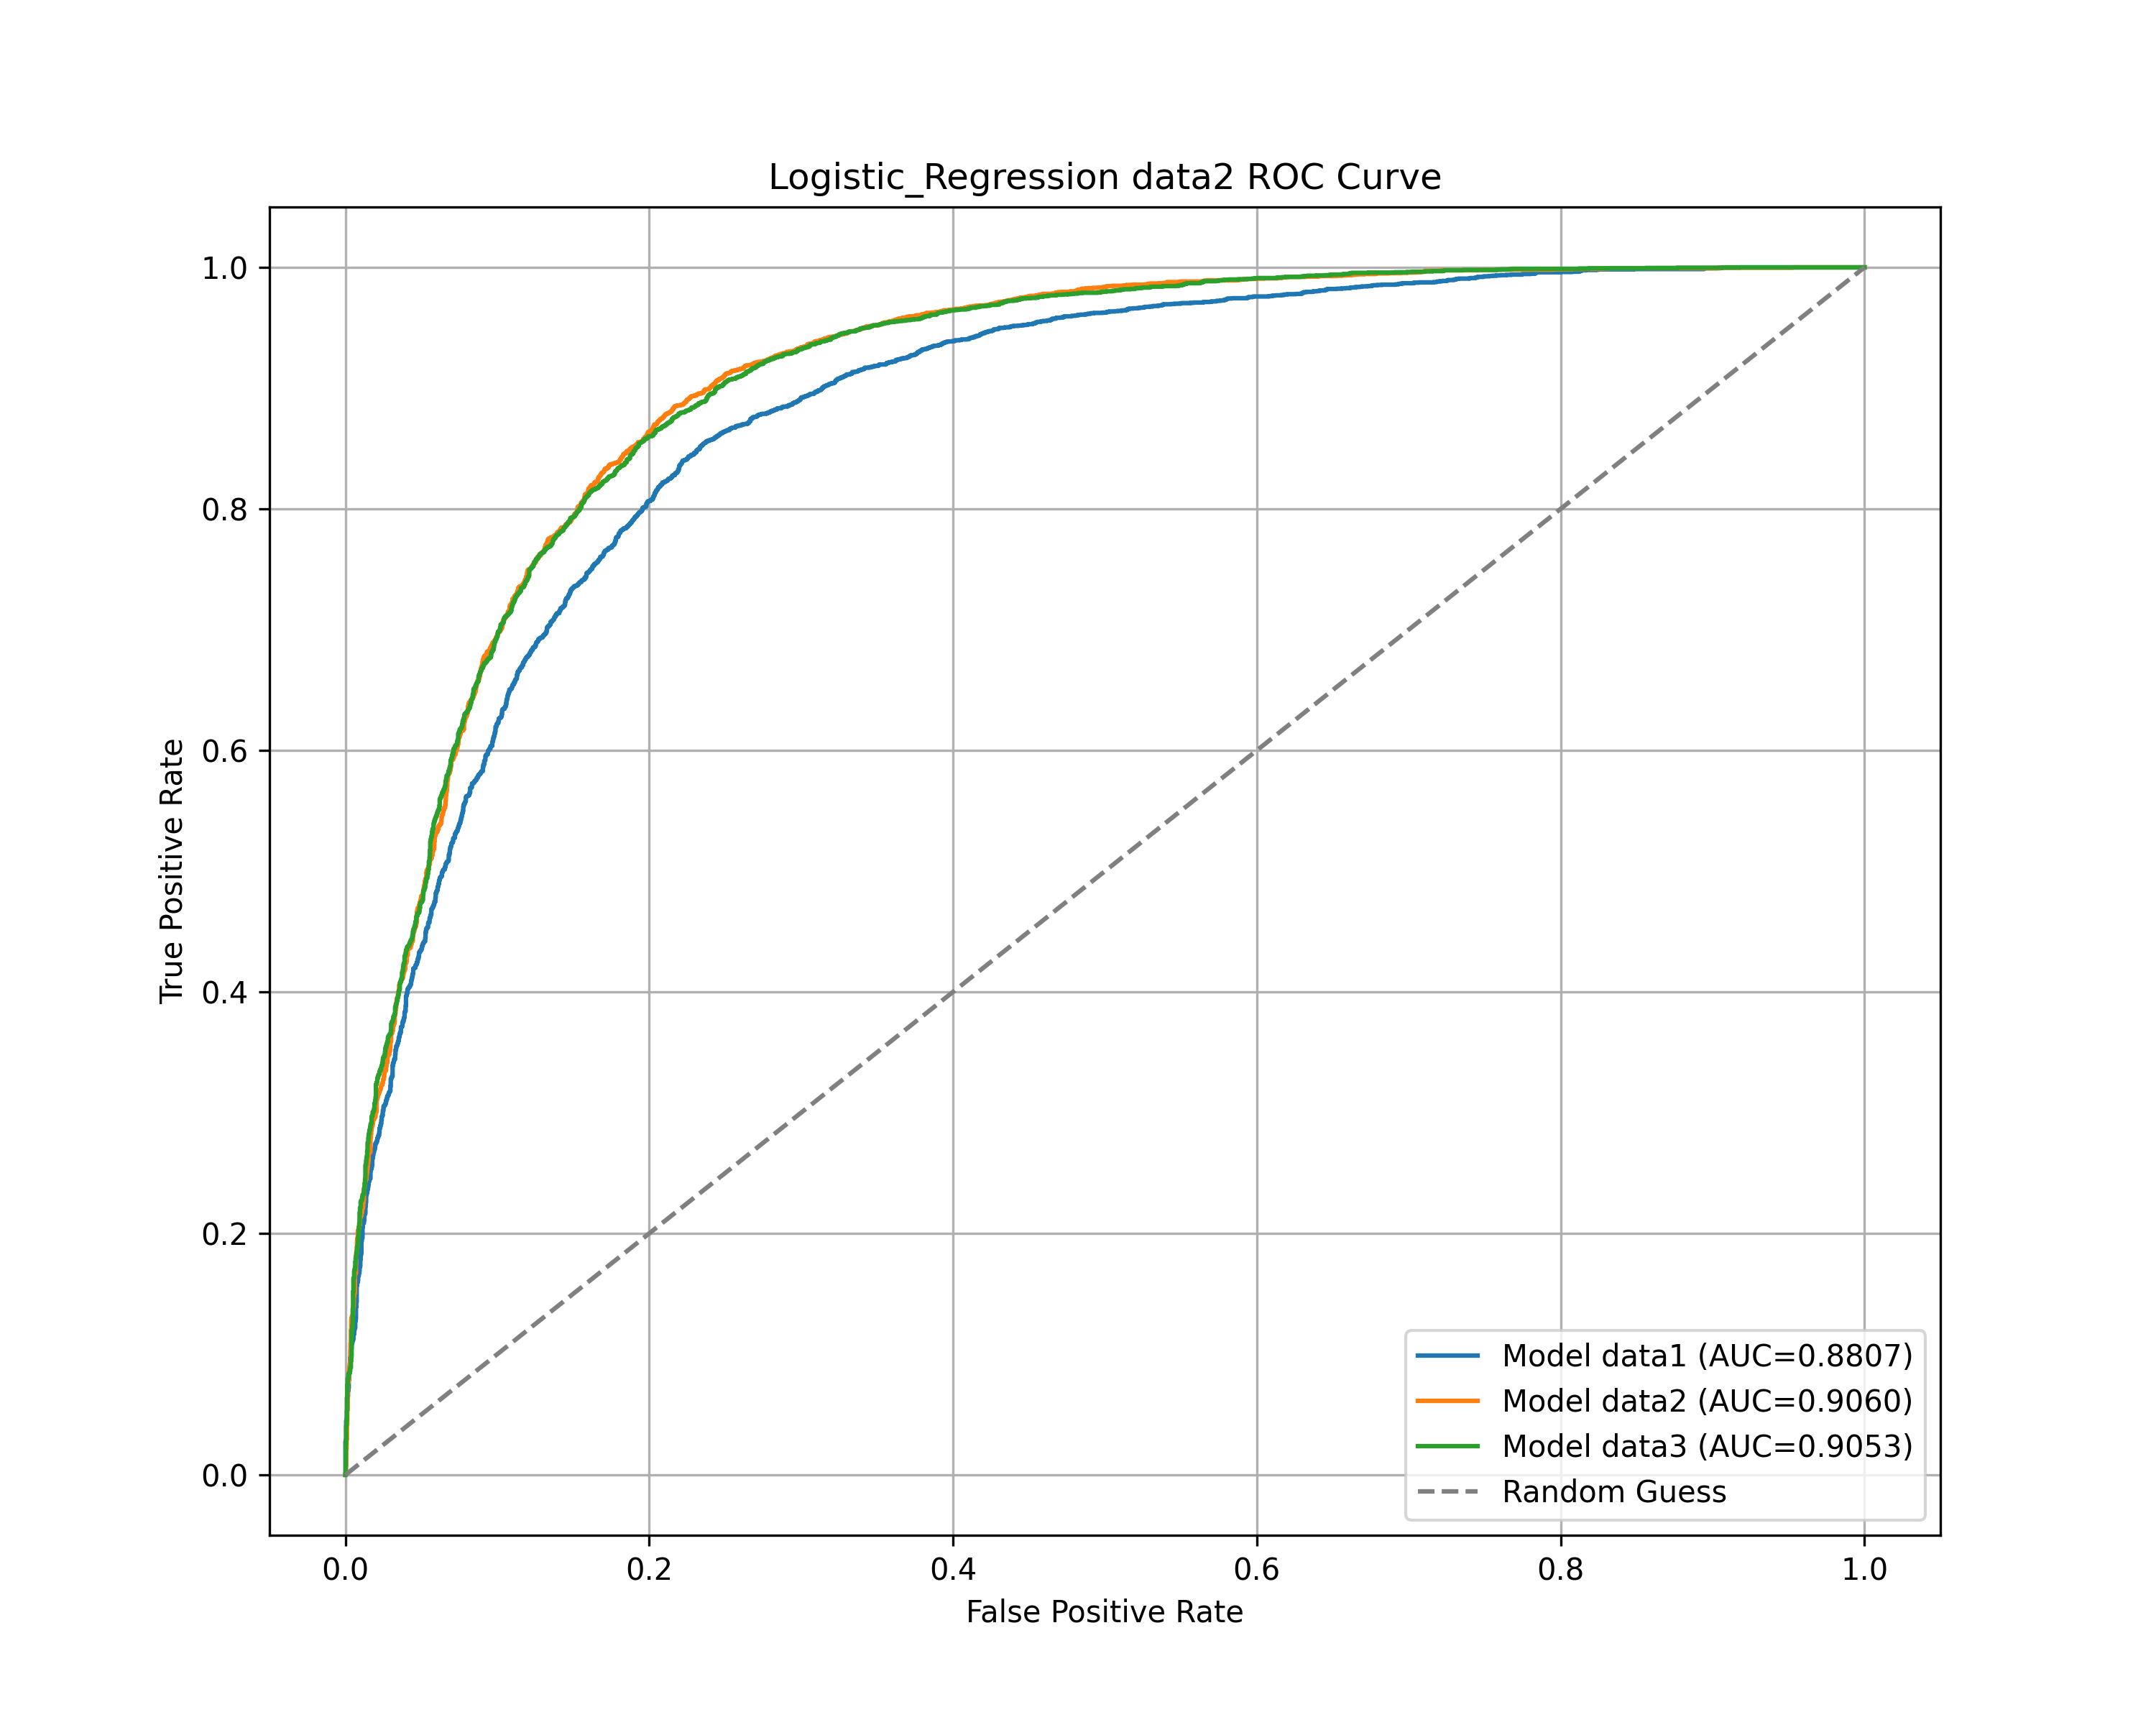 Logistic_Regression data2 ROC Curve
True Positive Rate
1.0
0.8
0.6
0.4
0.2
0.0
0.0 0.2 0.4 0.6 0.8 1.0
False Positive Rate
Model data1 (AUC=0.8807)
Model data2 (AUC=0.9060)
Model data3 (AUC=0.9053)
Random Guess